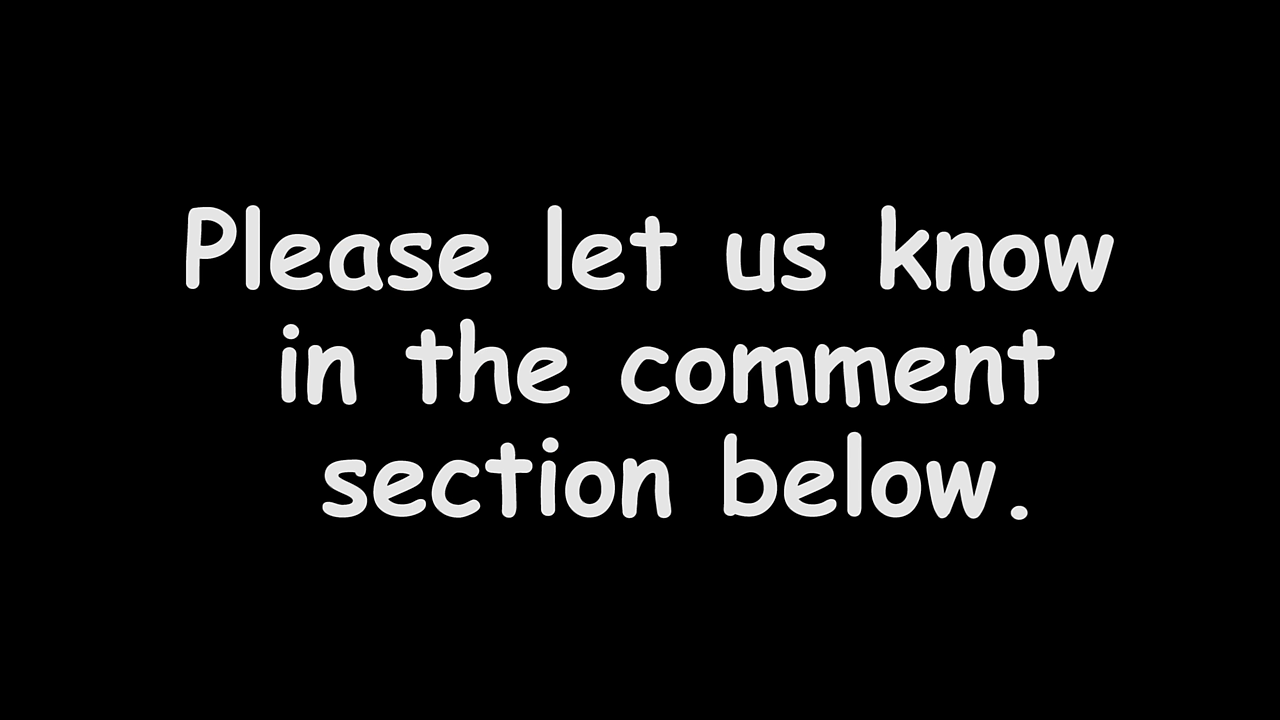 Please let us know
in the comment
section below.